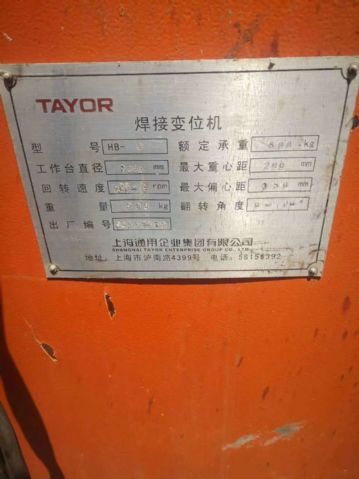 TAYOR
焊接变位机
型 号 HB- 额定承重 kg
工作台直径 mm 最大重心距 200 mm
回转速度 rpm 最大偏心距 150 mm
重 量 kg 翻转角度
出厂编号
上海通用企业集团有限公司
SHANGHAI TAYOR ENTERPRISE GROUP CO., LTD.
地址: 上海市沪南路4399号 电话: 58158392